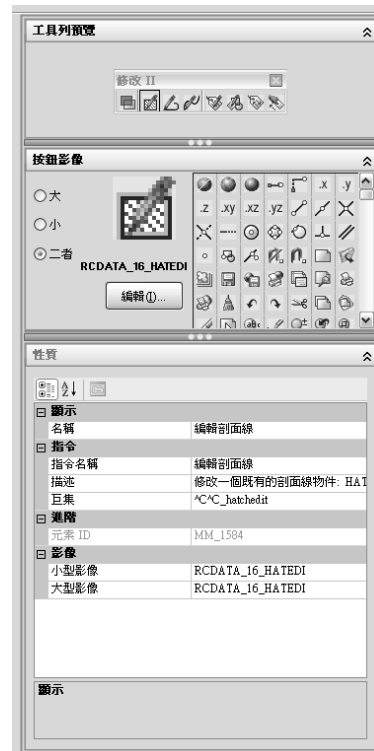 工具列預覽
修改 II
按鈕影像
大
小
二者
RCDATA_16_HATEDI
編輯(I)...
.X .y
.Z .XY .XZ .YZ
abc
性質
顯示
名稱 編輯剖面線
指令
指令名稱 編輯剖面線
描述 修改一個既有的剖面線物件: HAT
巨集 ^C^C_hatchedit
進階
元素 ID MM_1584
影像
小型影像 RCDATA_16_HATEDI
大型影像 RCDATA_16_HATEDI
顯示